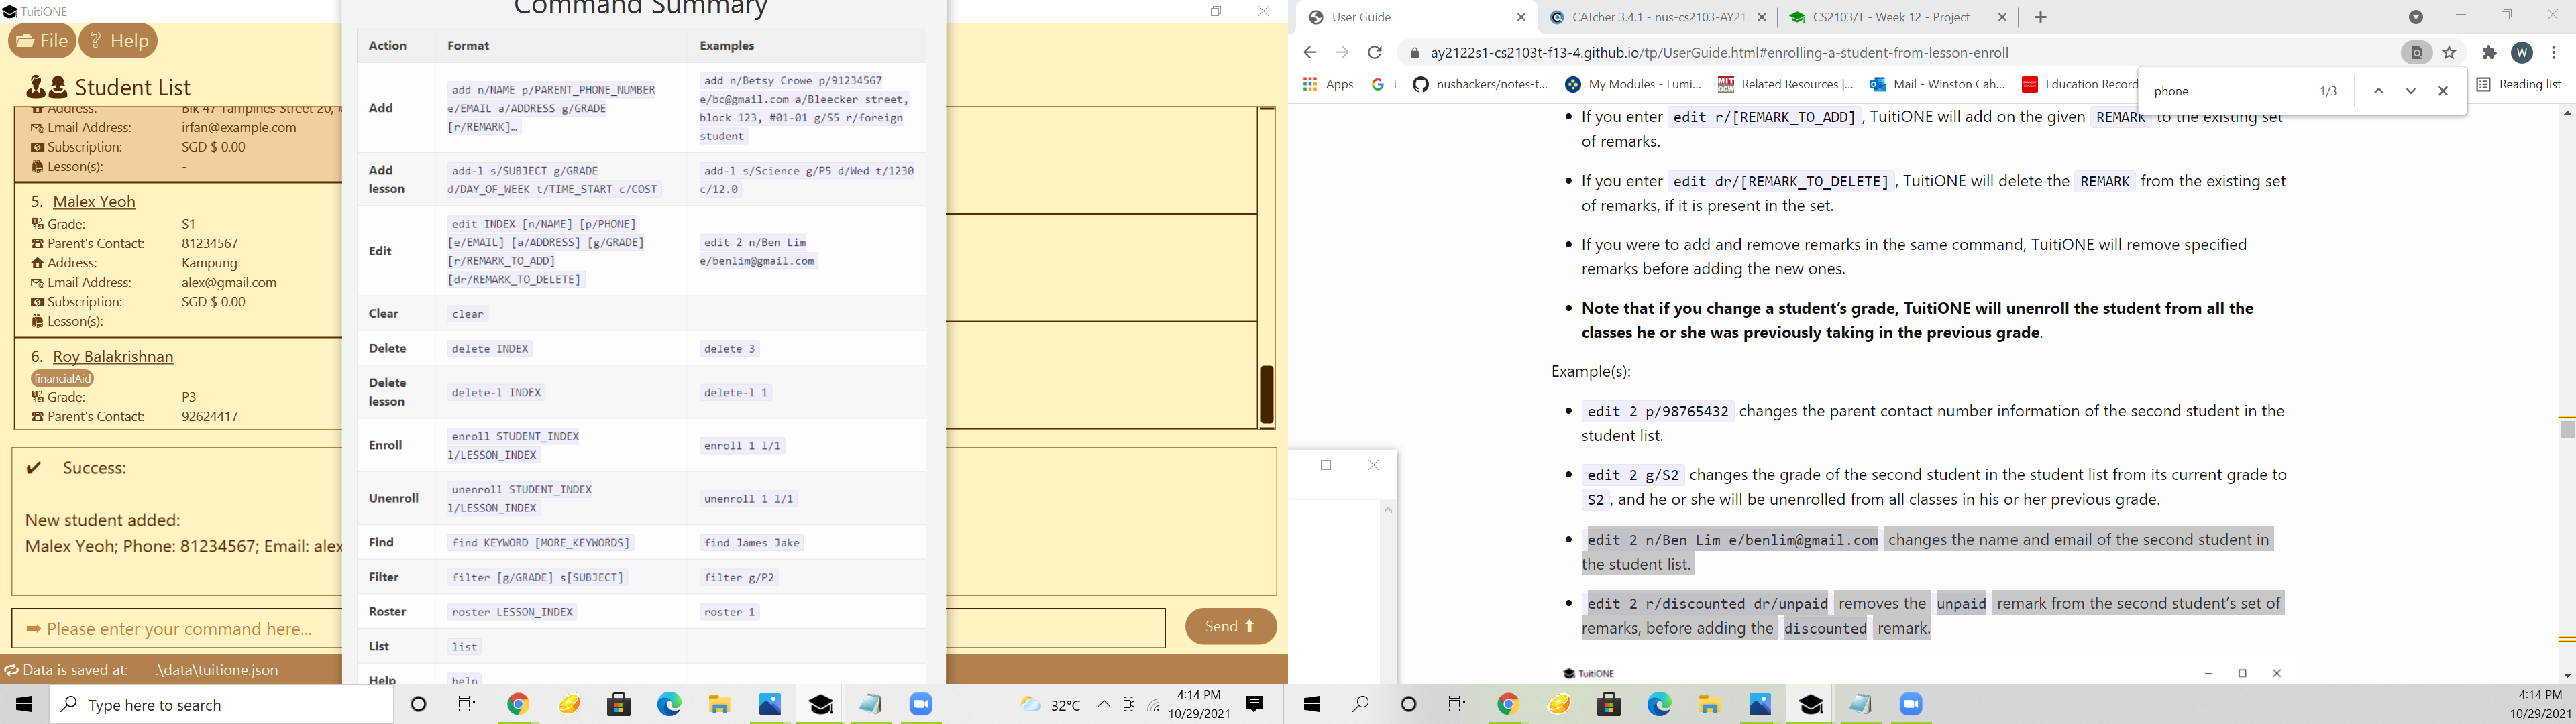 TuitiONE
File
Help
Student List
Address:
Blk 47 Tampines Street 20,
Email Address:
irfan@example.com
Subscription:
SGD $ 0.00
Lesson(s):
-
5. Malex Yeoh
Grade:
S1
Parent's Contact:
81234567
Address:
Kampung
Email Address:
alex@gmail.com
Subscription:
SGD $ 0.00
Lesson(s):
-
6. Roy Balakrishnan
financialAid
Grade:
P3
Parent's Contact:
92624417
Success:
New student added:
Malex Yeoh; Phone: 81234567; Email: alex
Please enter your command here...
Send
Data is saved at:
.\data\tuitione.json
Command Summary
Action
Format
Examples
Add
add n/NAME p/PARENT_PHONE_NUMBER
e/EMAIL a/ADDRESS g/GRADE
[r/REMARK]…
add n/Betsy Crowe p/91234567
e/bc@gmail.com a/Bleecker street,
block 123, #01-01 g/S5 r/foreign
student
Add
lesson
add-l s/SUBJECT g/GRADE
d/DAY_OF_WEEK t/TIME_START c/COST
add-l s/Science g/P5 d/Wed t/1230
c/12.0
Edit
edit INDEX [n/NAME] [p/PHONE]
[e/EMAIL] [a/ADDRESS] [g/GRADE]
[r/REMARK_TO_ADD]
[dr/REMARK_TO_DELETE]
edit 2 n/Ben Lim
e/benlim@gmail.com
Clear
clear
Delete
delete INDEX
delete 3
Delete
lesson
delete-l INDEX
delete-l 1
Enroll
enroll STUDENT_INDEX
l/LESSON_INDEX
enroll 1 l/1
Unenroll
unenroll STUDENT_INDEX
l/LESSON_INDEX
unenroll 1 l/1
Find
find KEYWORD [MORE_KEYWORDS]
find James Jake
Filter
filter [g/GRADE] s[SUBJECT]
filter g/P2
Roster
roster LESSON_INDEX
roster 1
List
list
Help
help
Type here to search
32°C
4:14 PM
10/29/2021
User Guide
CATcher 3.4.1 - nus-cs2103-AY21
CS2103/T - Week 12 - Project
ay2122s1-cs2103t-f13-4.github.io/tp/UserGuide.html#enrolling-a-student-from-lesson-enroll
W
Apps
i
nushackers/notes-t...
My Modules - Lumi...
MIT OCW
Related Resources |...
Mail - Winston Cah...
Education Record
Reading list
phone
1/3
If you enter edit r/[REMARK_TO_ADD], TuitiONE will add on the given REMARK to the existing set
of remarks.
If you enter edit dr/[REMARK_TO_DELETE], TuitiONE will delete the REMARK from the existing set
of remarks, if it is present in the set.
If you were to add and remove remarks in the same command, TuitiONE will remove specified
remarks before adding the new ones.
Note that if you change a student’s grade, TuitiONE will unenroll the student from all the
classes he or she was previously taking in the previous grade.
Example(s):
edit 2 p/98765432 changes the parent contact number information of the second student in the
student list.
edit 2 g/S2 changes the grade of the second student in the student list from its current grade to
S2, and he or she will be unenrolled from all classes in his or her previous grade.
edit 2 n/Ben Lim e/benlim@gmail.com changes the name and email of the second student in
the student list.
edit 2 r/discounted dr/unpaid removes the unpaid remark from the second student’s set of
remarks, before adding the discounted remark.
TuitiONE
4:14 PM
10/29/2021